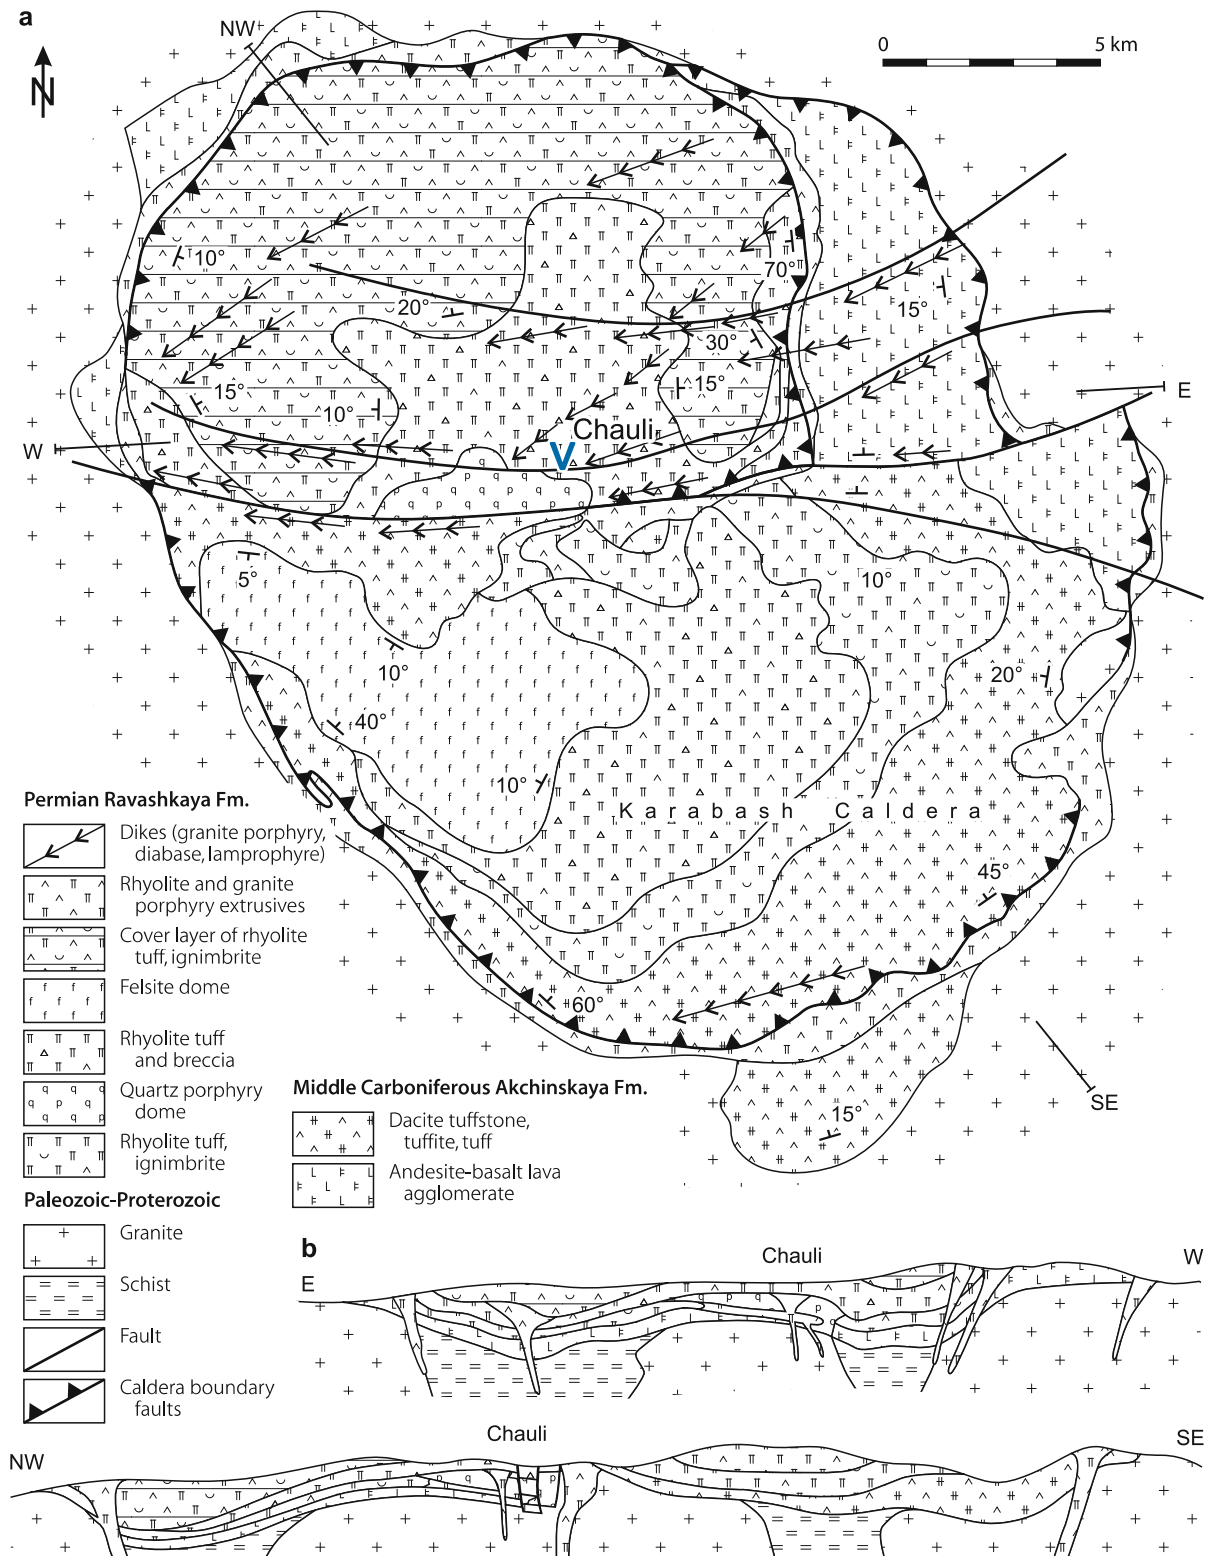 a
NW
0 5 km
N
10°
70°
20°
15°
30°
15°
15°
10°
E
Chauli
W
V
5°
10°
10°
20°
40°
10°
Karabash Caldera
45°
60°
15°
SE
Permian Ravashkaya Fm.
Dikes (granite porphyry,
diabase, lamprophyre)
Rhyolite and granite
porphyry extrusives
Cover layer of rhyolite
tuff, ignimbrite
Felsite dome
Rhyolite tuff
and breccia
Quartz porphyry
dome
Rhyolite tuff,
ignimbrite
Middle Carboniferous Akchinskaya Fm.
Dacite tuffstone,
tuffite, tuff
Andesite-basalt lava
agglomerate
Paleozoic-Proterozoic
Granite
Schist
Fault
Caldera boundary
faults
b
Chauli
E W
Chauli
NW SE